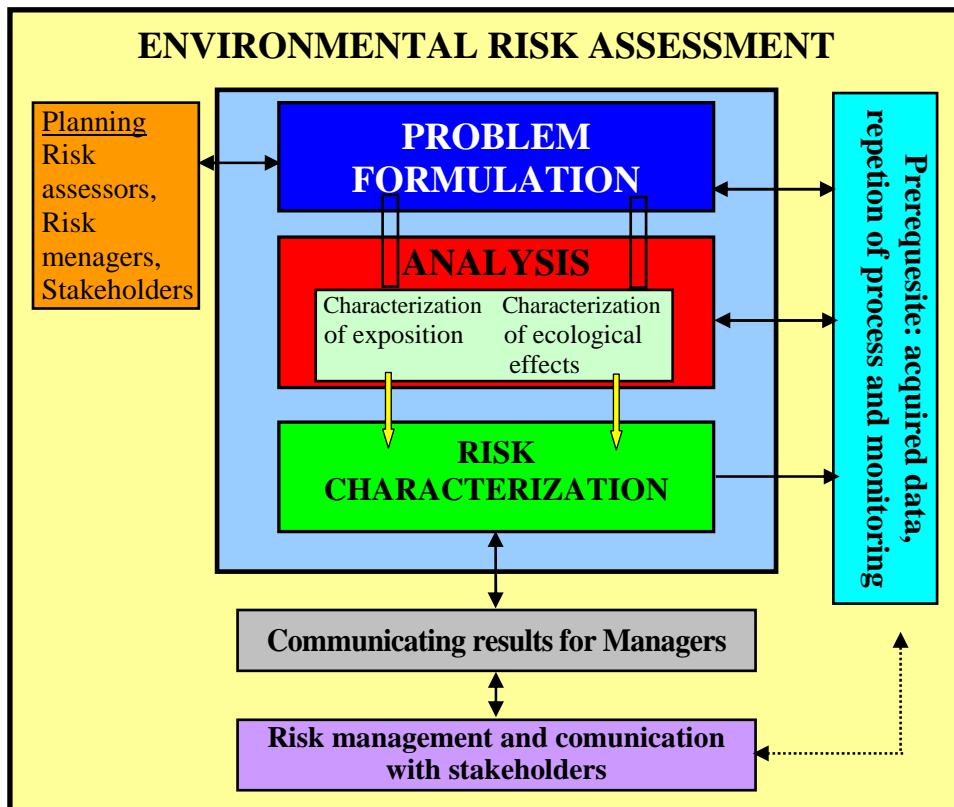 ENVIRONMENTAL RISK ASSESSMENT
Planning
Risk
assessors,
Risk
menagers,
Stakeholders
PROBLEM
FORMULATION
ANALYSIS
Characterization
of exposition
Characterization
of ecological
effects
RISK
CHARACTERIZATION
Prerequesite: acquired data,
repetion of process and monitoring
Communicating results for Managers
Risk management and comunication
with stakeholders